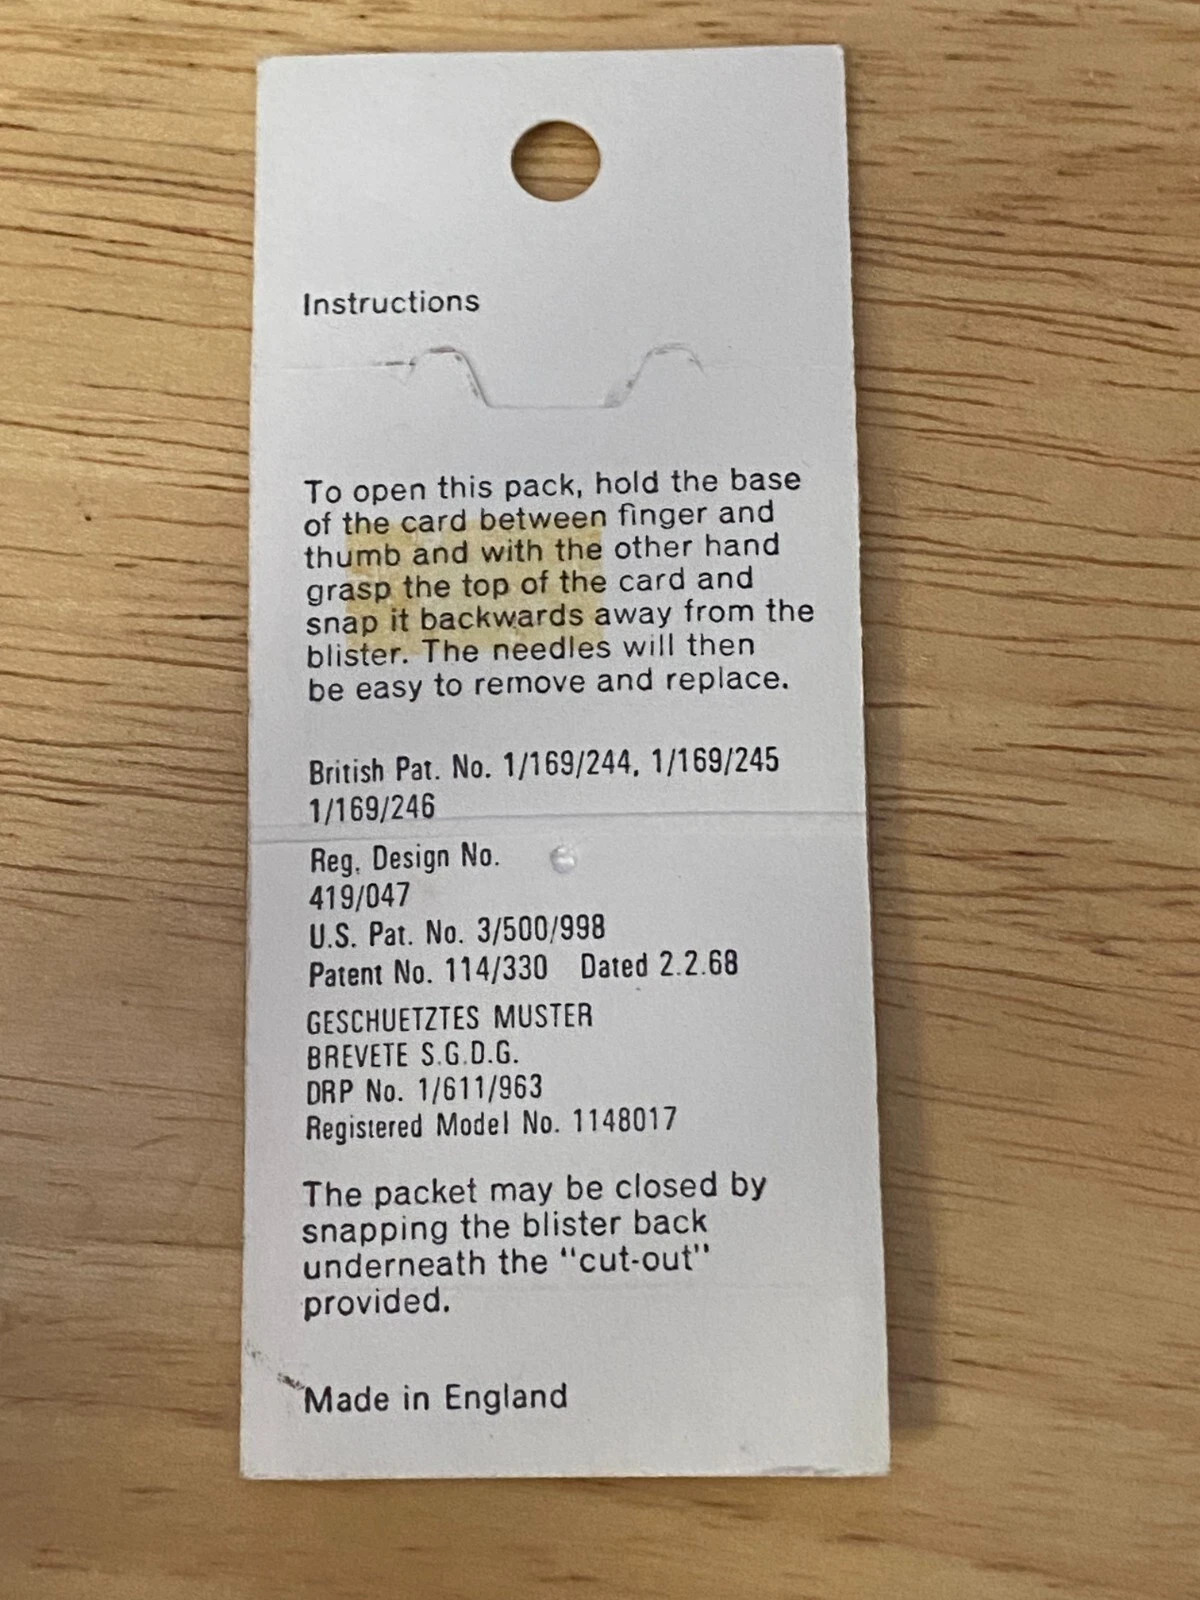 Instructions
To open this pack, hold the base
of the card between finger and
thumb and with the other hand
grasp the top of the card and
snap it backwards away from the
blister. The needles will then
be easy to remove and replace.
British Pat. No. 1/169/244, 1/169/245
1/169/246
Reg. Design No.
419/047
U.S. Pat. No. 3/500/998
Patent No. 114/330 Dated 2.2.68
GESCHUETZTES MUSTER
BREVETE S.G.D.G.
DRP No. 1/611/963
Registered Model No. 1148017
The packet may be closed by
snapping the blister back
underneath the "cut-out"
provided.
Made in England